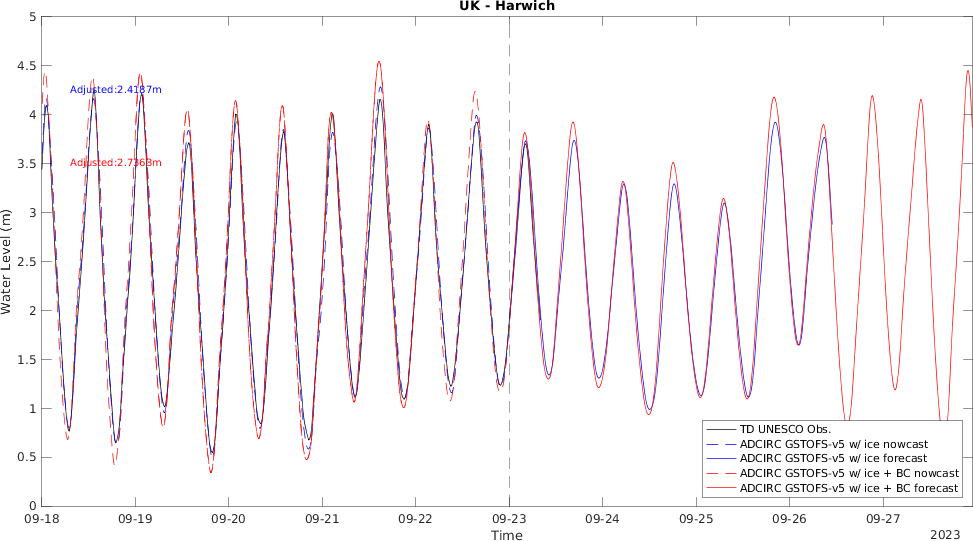 UK - Harwich
5
4.5
4
3.5
3
2.5
2
1.5
1
0.5
0
Water Level (m)
Adjusted:2.4187m
Adjusted:2.7363m
TD UNESCO Obs.
ADCIRC GSTOFS-v5 w/ ice nowcast
ADCIRC GSTOFS-v5 w/ ice forecast
ADCIRC GSTOFS-v5 w/ ice + BC nowcast
ADCIRC GSTOFS-v5 w/ ice + BC forecast
09-18 09-19 09-20 09-21 09-22 09-23 09-24 09-25 09-26 09-27
Time
2023